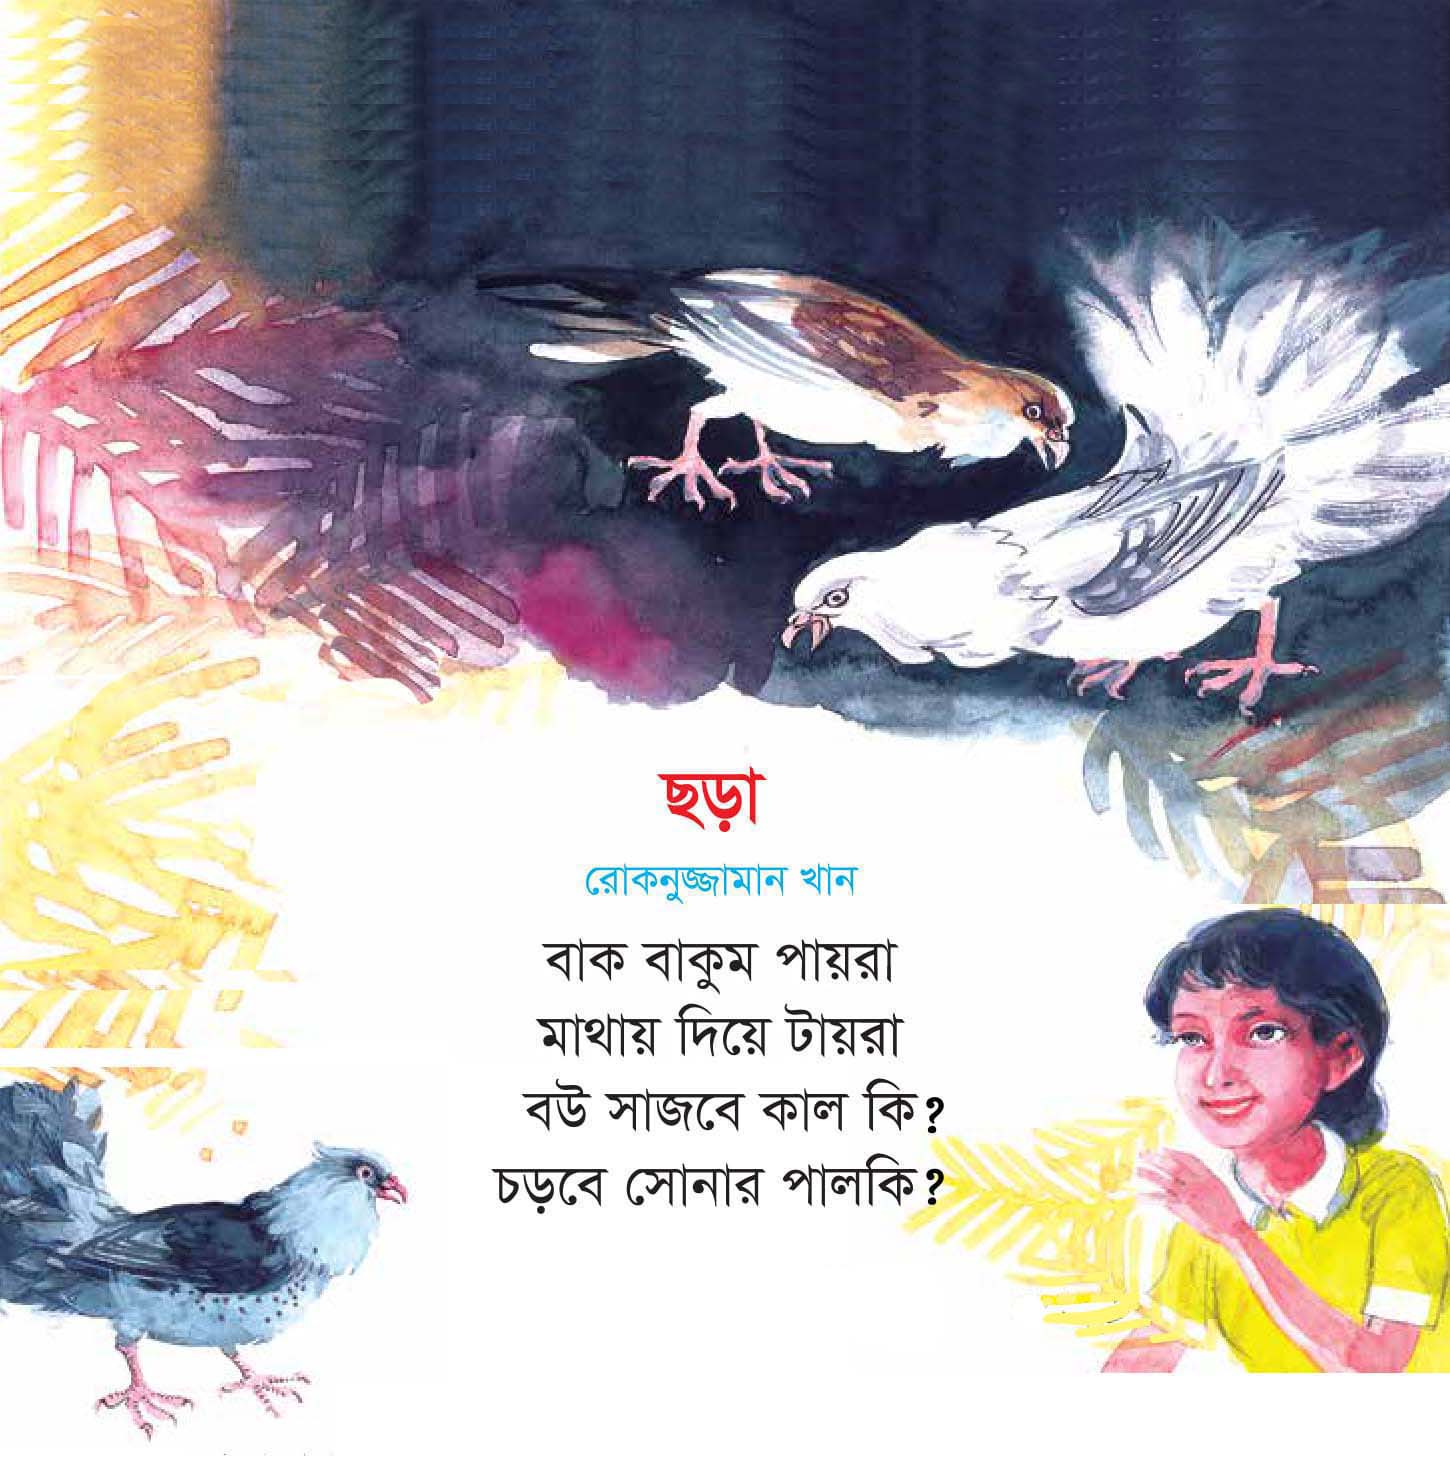 ছড়া
রোকনুজ্জামান খান
বাক বাকুম পায়রা
মাথায় দিয়ে টায়রা
বউ সাজবে কাল কি?
চড়বে সোনার পালকি?